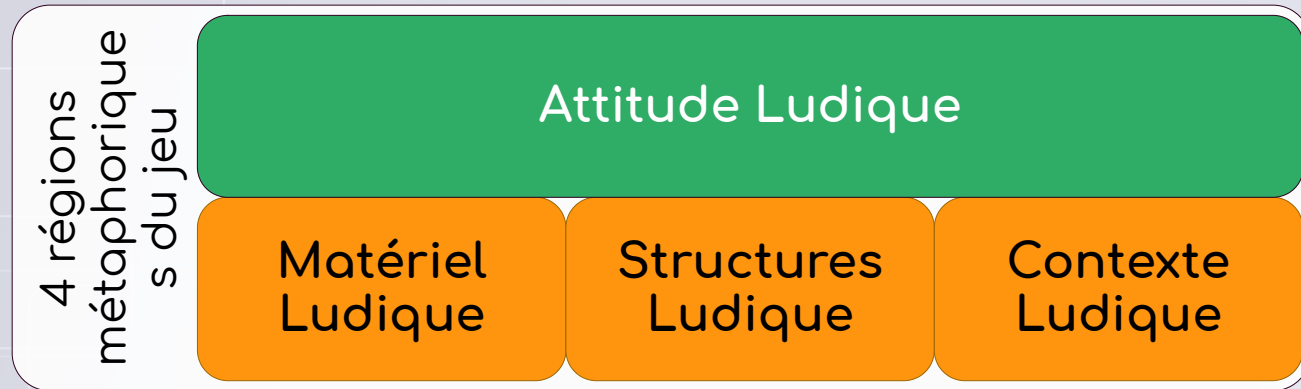 4 régions
métaphorique
s du jeu
Attitude Ludique
Matériel
Ludique
Structures
Ludique
Contexte
Ludique